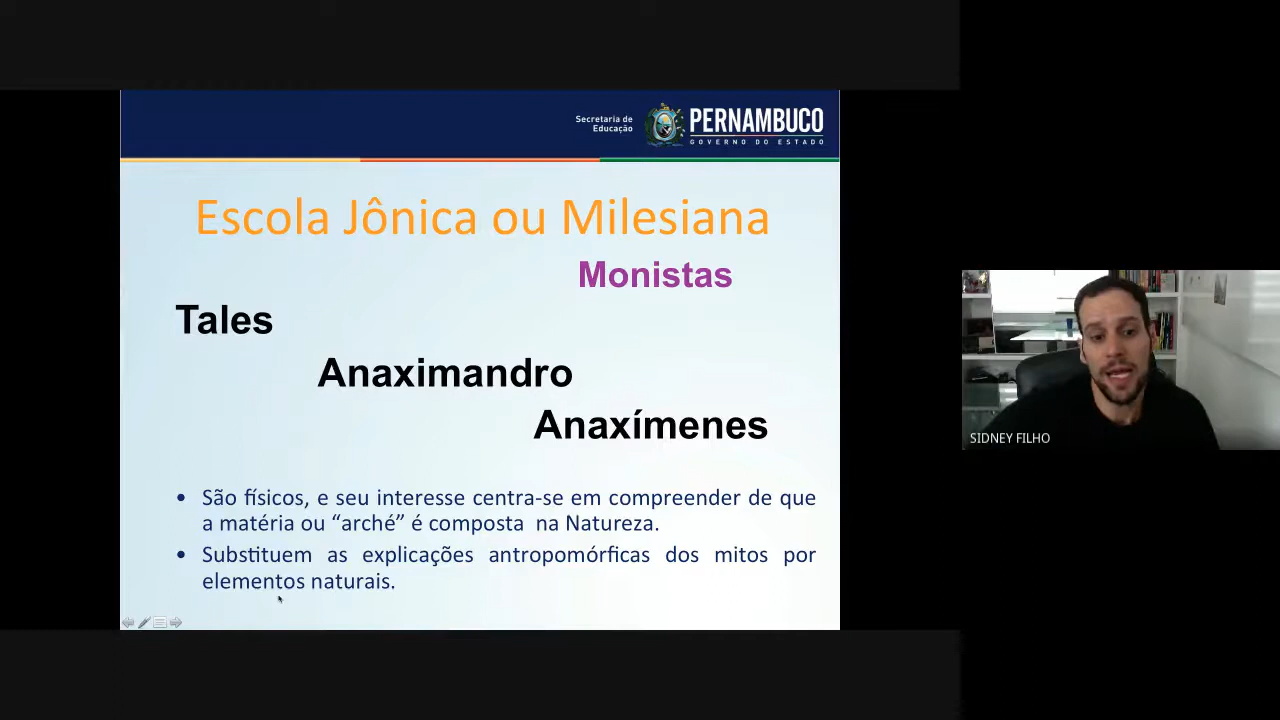 Secretaria de
Educação
PERNAMBUCO
GOVERNO DO ESTADO
Escola Jônica ou Milesiana
Monistas
Tales
Anaximandro
Anaxímenes
• São físicos, e seu interesse centra-se em compreender de que
a matéria ou “arché” é composta na Natureza.
• Substituem as explicações antropomórficas dos mitos por
elementos naturais.
SIDNEY FILHO